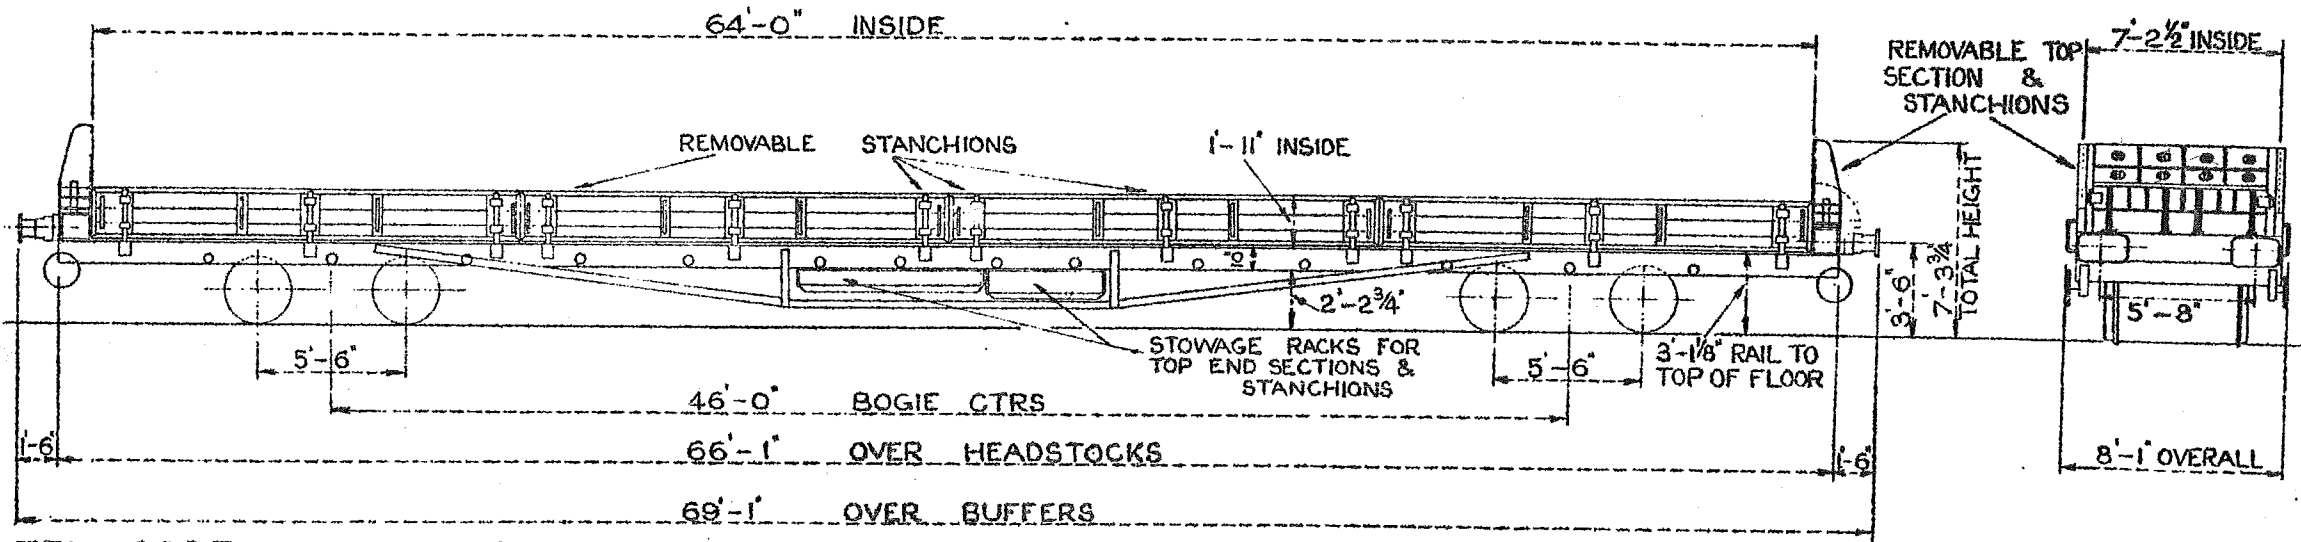 64'-0" INSIDE
7'-2½" INSIDE
REMOVABLE TOP
SECTION &
STANCHIONS
REMOVABLE STANCHIONS
1'-11" INSIDE
TOTAL HEIGHT
7'-3¾"
3'-6"
2'-2¾"
5'-8"
STOWAGE RACKS FOR
TOP END SECTIONS &
STANCHIONS
5'-6"
5'-6"
3'-1⅛" RAIL TO
TOP OF FLOOR
46'-0" BOGIE CTRS
1'-6"
66'-1" OVER HEADSTOCKS
1'-6"
8'-1" OVERALL
69'-1" OVER BUFFERS